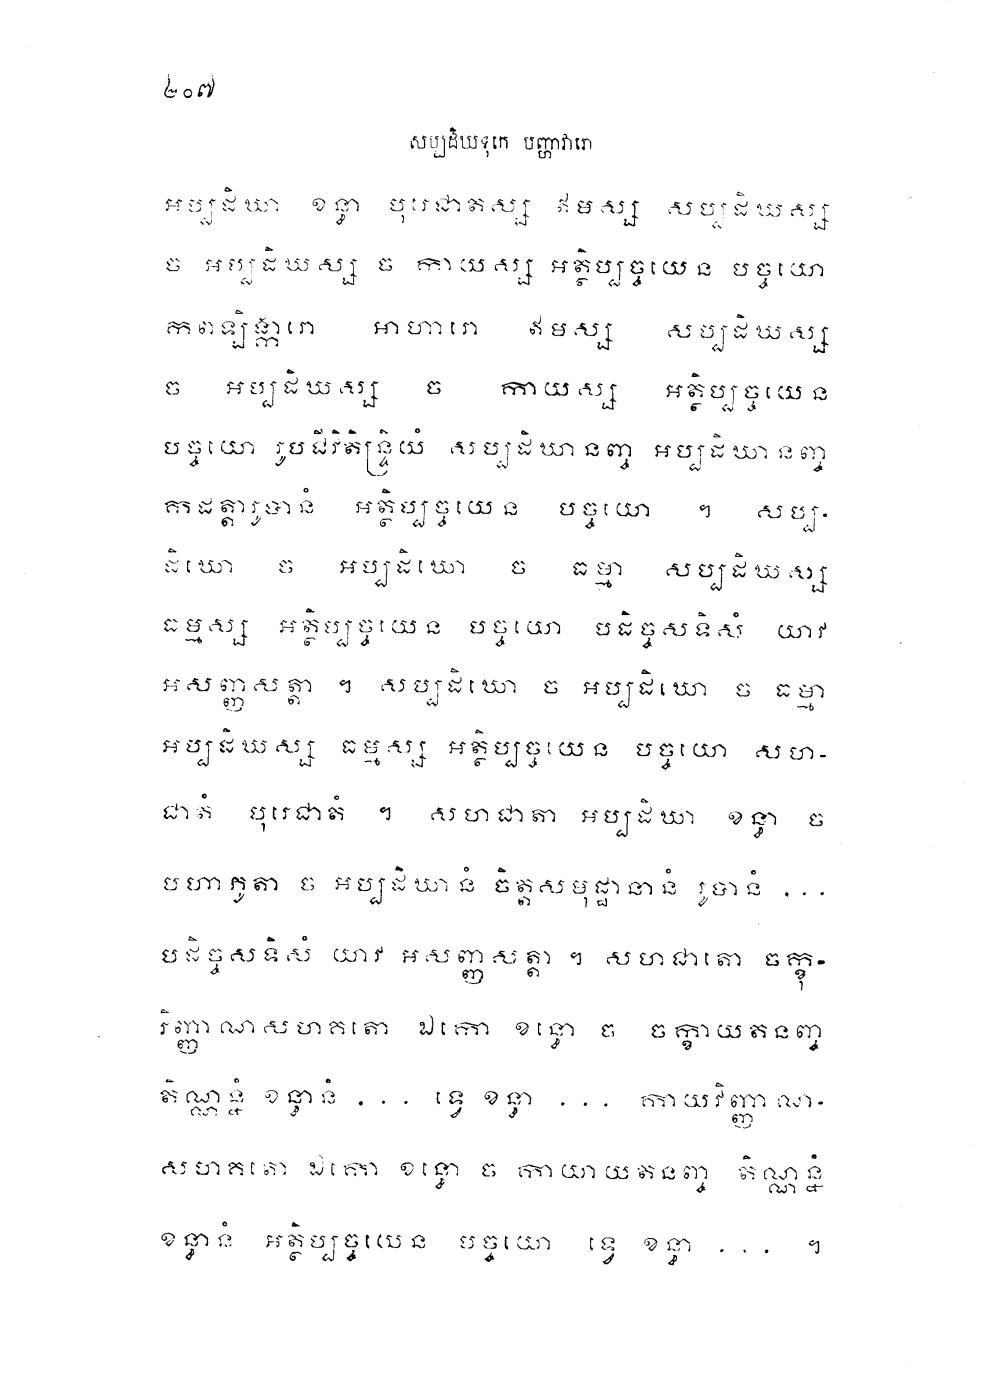 ៤០៧
សប្បដិឃទុកេ បញ្ហាវារោ
អប្បដិឃា ខន្ធា បុរេជាតស្ស ឥមស្ស សប្បដិឃស្ស
ច អប្បដិឃស្ស ច កាយស្ស អត្ថិប្បច្ចយេន បច្ចយោ
កពឡិង្ការោ អាហារោ ឥមស្ស សប្បដិឃស្ស
ច អប្បដិឃស្ស ច កាយស្ស អត្ថិប្បច្ចយេន
បច្ចយោ រូបជីវិតិន្ទ្រិយំ សប្បដិឃានញ្ច អប្បដិឃានញ្ច
កដត្តារូបានំ អត្ថិប្បច្ចយេន បច្ចយោ ។ សប្ប-
ដិឃោ ច អប្បដិឃោ ច ធម្មា សប្បដិឃស្ស
ធម្មស្ស អត្ថិប្បច្ចយេន បច្ចយោ បដិច្ចសទិសំ យាវ
អសញ្ញសត្តា ។ សប្បដិឃោ ច អប្បដិឃោ ច ធម្មា
អប្បដិឃស្ស ធម្មស្ស អត្ថិប្បច្ចយេន បច្ចយោ សហ-
ជាតំ បុរេជាតំ ។ សហជាតា អប្បដិឃា ខន្ធា ច
មហាភូតា ច អប្បដិឃានំ ចិត្តសមុដ្ឋានានំ រូបានំ ...
បដិច្ចសទិសំ យាវ អសញ្ញសត្តា ។ សហជាតោ ចក្ខុ-
វិញ្ញាណសហគតោ ឯកោ ខន្ធោ ច ចក្ខាយតនញ្ច
តិណ្ណន្នំ ខន្ធានំ ... ទ្វេ ខន្ធា ... កាយវិញ្ញាណ-
សហគតោ ឯកោ ខន្ធោ ច កាយាយតនញ្ច តិណ្ណន្នំ
ខន្ធានំ អត្ថិប្បច្ចយេន បច្ចយោ ទ្វេ ខន្ធា ... ។